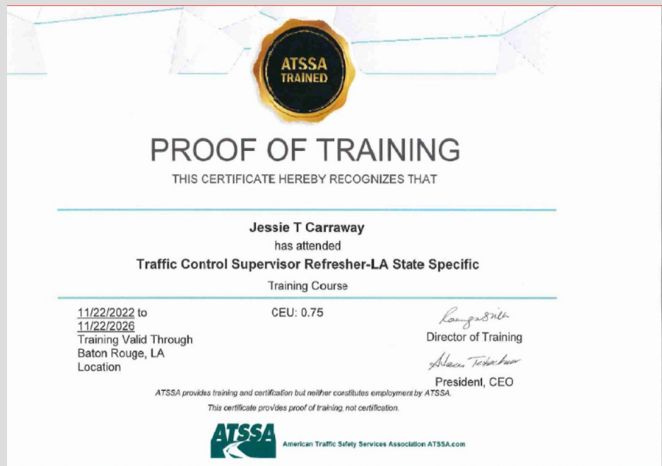 ATSSA
TRAINED
PROOF OF TRAINING
THIS CERTIFICATE HEREBY RECOGNIZES THAT
Jessie T Carraway
has attended
Traffic Control Supervisor Refresher-LA State Specific
Training Course
11/22/2022 to
11/22/2026
Training Valid Through
Baton Rouge, LA
Location
CEU: 0.75
Director of Training
President, CEO
ATSSA provides training and certification but neither constitutes employment by ATSSA.
This certificate provides proof of training, not certification.
ATSSA
American Traffic Safety Services Association ATSSA.com